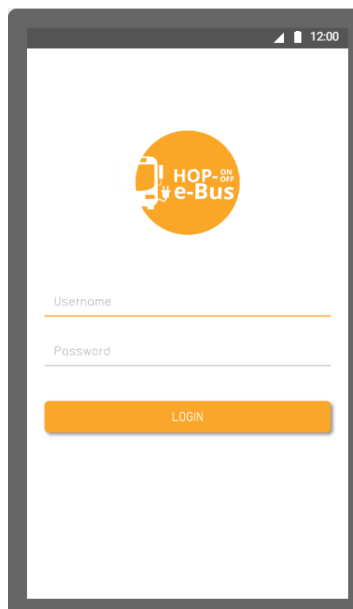 12:00
HOP- ON OFF
e-Bus
Username
Password
LOGIN